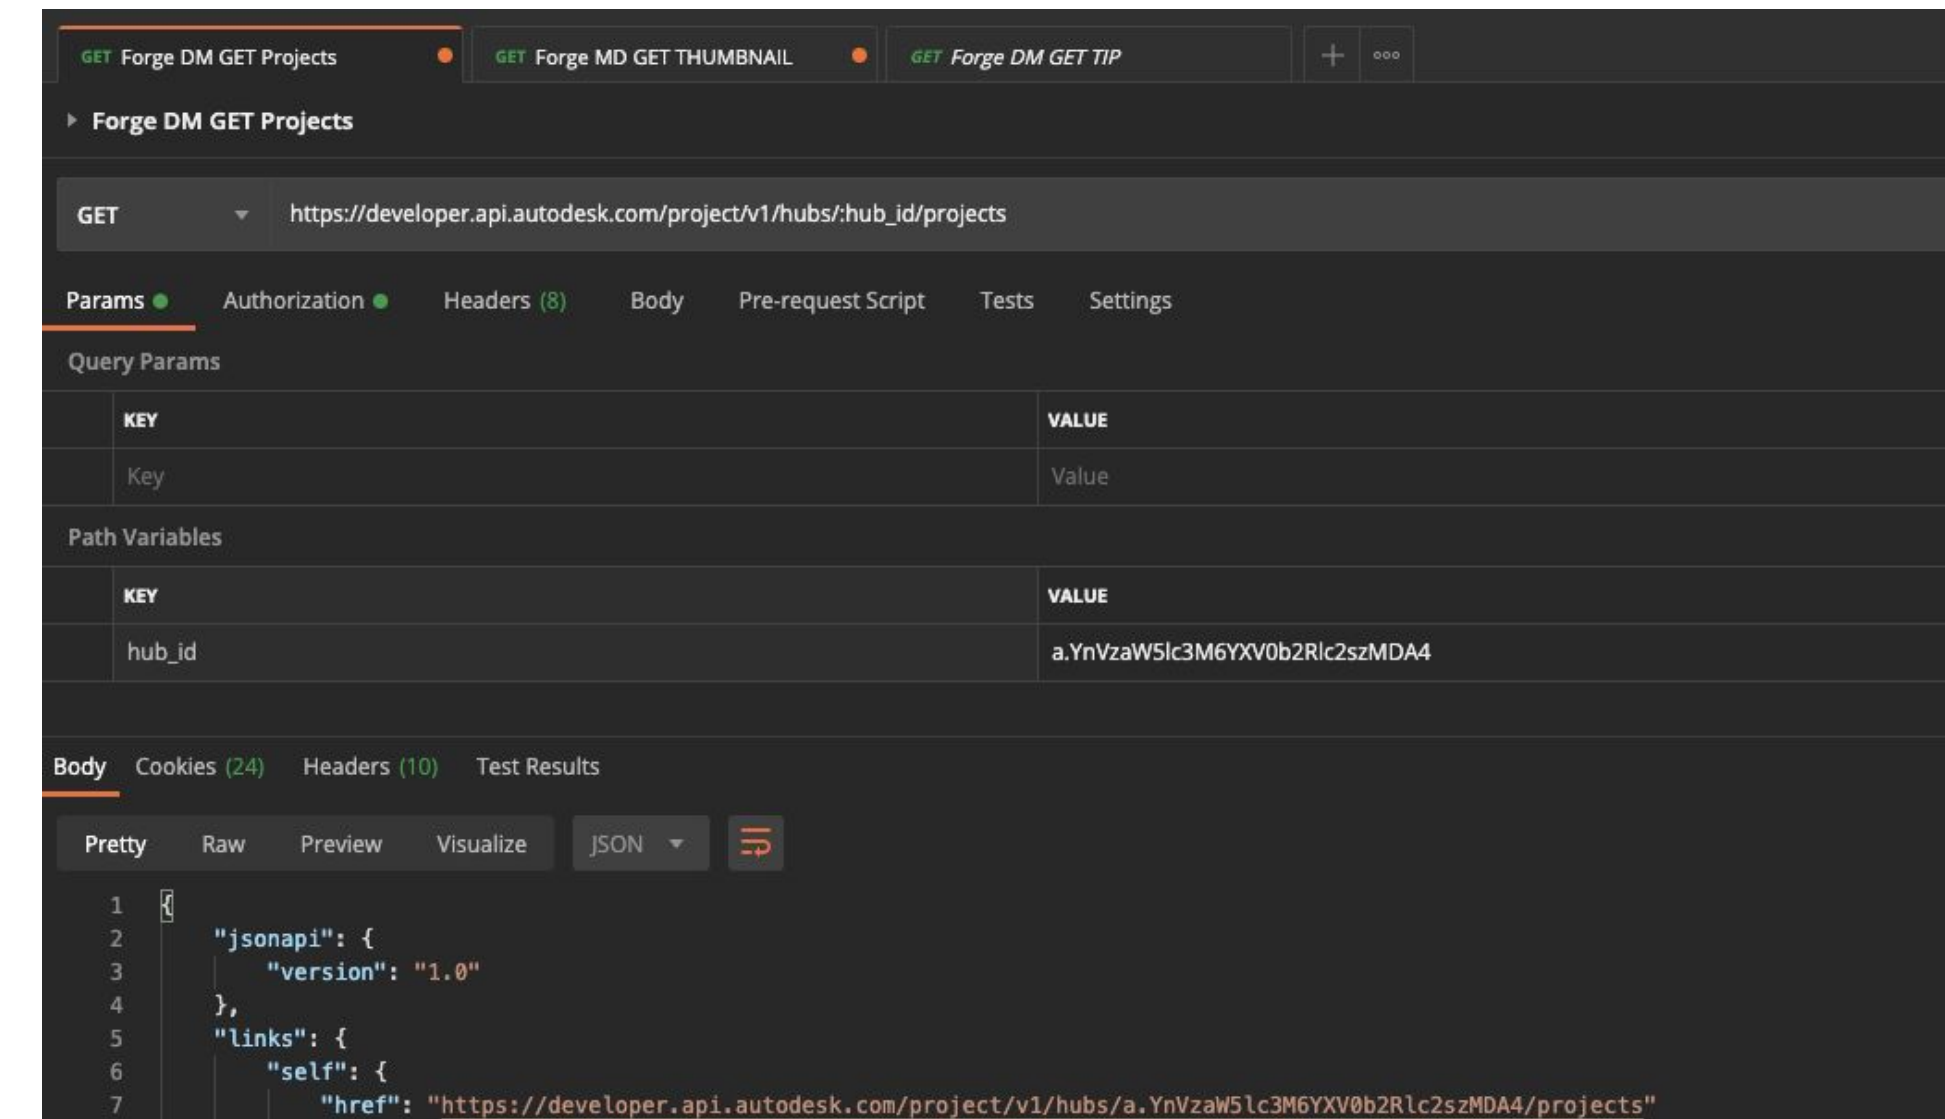 GET Forge DM GET Projects GET Forge MD GET THUMBNAIL GET Forge DM GET TIP
Forge DM GET Projects
GET https://developer.api.autodesk.com/project/v1/hubs/:hub_id/projects
Params Authorization Headers (8) Body Pre-request Script Tests Settings
Query Params
KEY VALUE
Key Value
Path Variables
KEY VALUE
hub_id a.YnVzaW5lc3M6YXV0b2Rlc2szMDA4
Body Cookies (24) Headers (10) Test Results
Pretty Raw Preview Visualize JSON
1 {
2 "jsonapi": {
3 "version": "1.0"
4 },
5 "links": {
6 "self": {
7 "href": "https://developer.api.autodesk.com/project/v1/hubs/a.YnVzaW5lc3M6YXV0b2Rlc2szMDA4/projects"